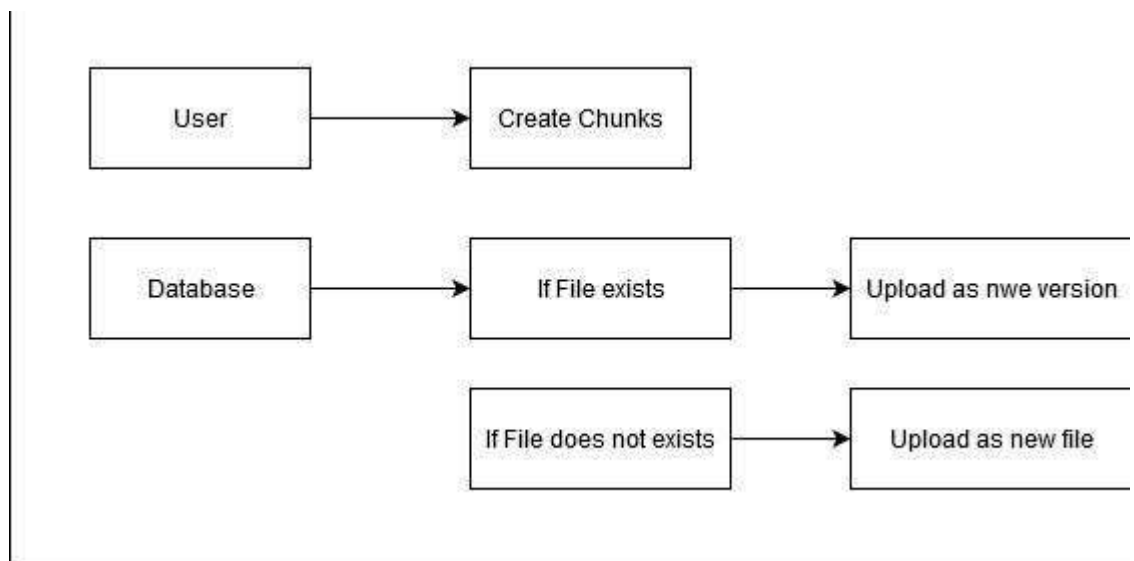 User
Create Chunks
Database
If File exists
Upload as nwe version
If File does not exists
Upload as new file